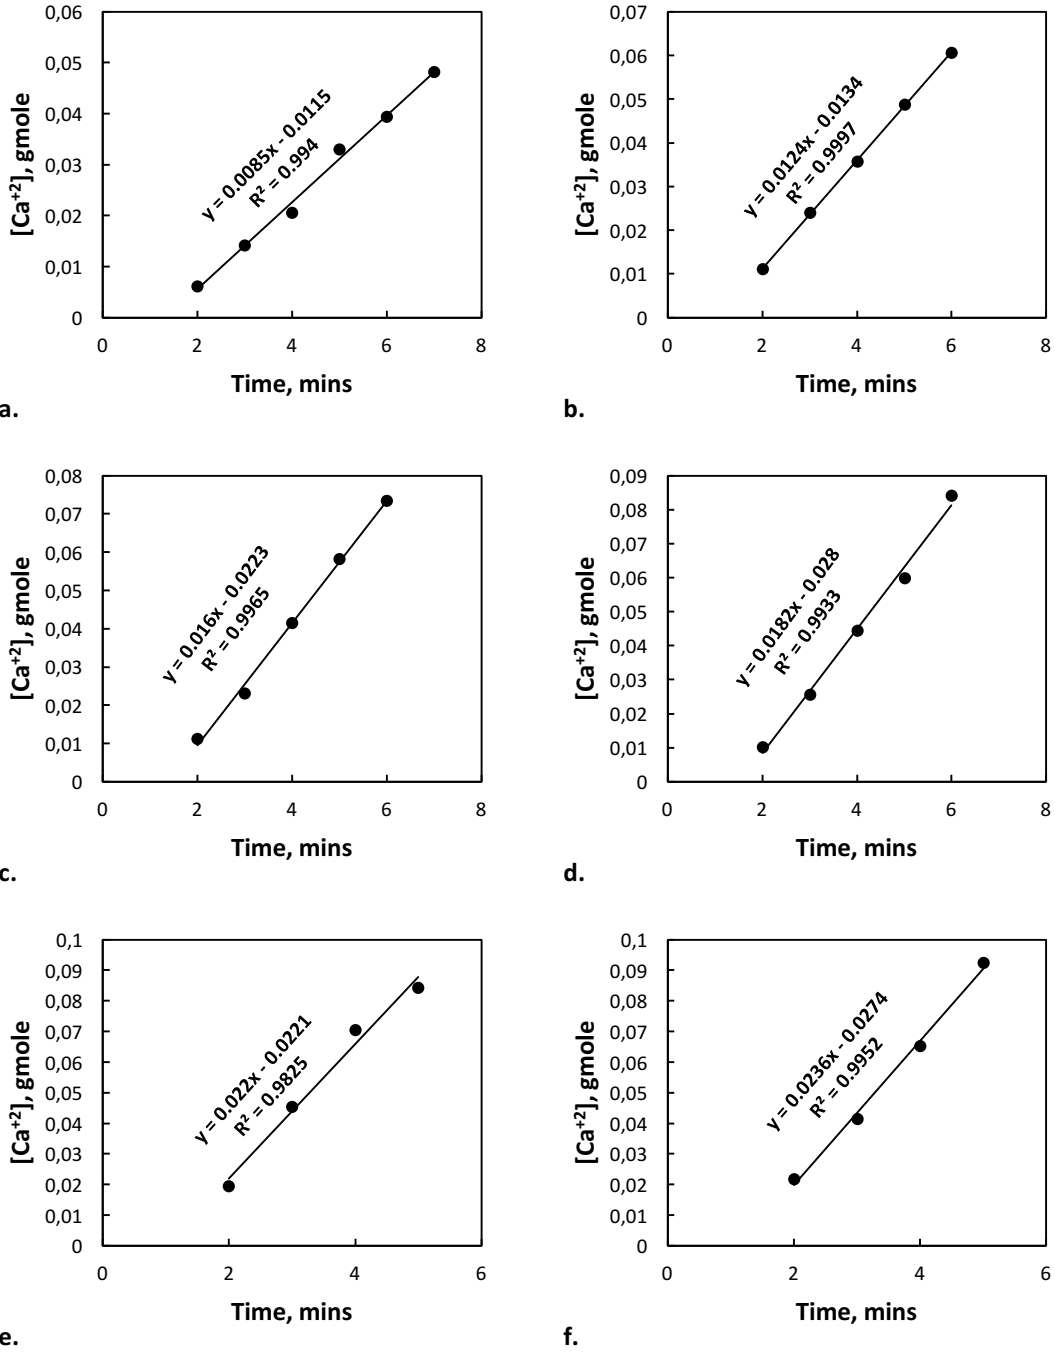 0,06
0,05
0,04
0,03
0,02
0,01
0
[Ca⁺²], gmole
y = 0.0085x - 0.0115
R² = 0.994
0 2 4 6 8
Time, mins
a.
0,07
0,06
0,05
0,04
0,03
0,02
0,01
0
[Ca⁺²], gmole
y = 0.0124x - 0.0134
R² = 0.9997
0 2 4 6 8
Time, mins
b.
0,08
0,07
0,06
0,05
0,04
0,03
0,02
0,01
0
[Ca⁺²], gmole
y = 0.016x - 0.0223
R² = 0.9965
0 2 4 6 8
Time, mins
c.
0,09
0,08
0,07
0,06
0,05
0,04
0,03
0,02
0,01
0
[Ca⁺²], gmole
y = 0.0182x - 0.028
R² = 0.9933
0 2 4 6 8
Time, mins
d.
0,1
0,09
0,08
0,07
0,06
0,05
0,04
0,03
0,02
0,01
0
[Ca⁺²], gmole
y = 0.022x - 0.0221
R² = 0.9825
0 2 4 6
Time, mins
e.
0,1
0,09
0,08
0,07
0,06
0,05
0,04
0,03
0,02
0,01
0
[Ca⁺²], gmole
y = 0.0236x - 0.0274
R² = 0.9952
0 2 4 6
Time, mins
f.